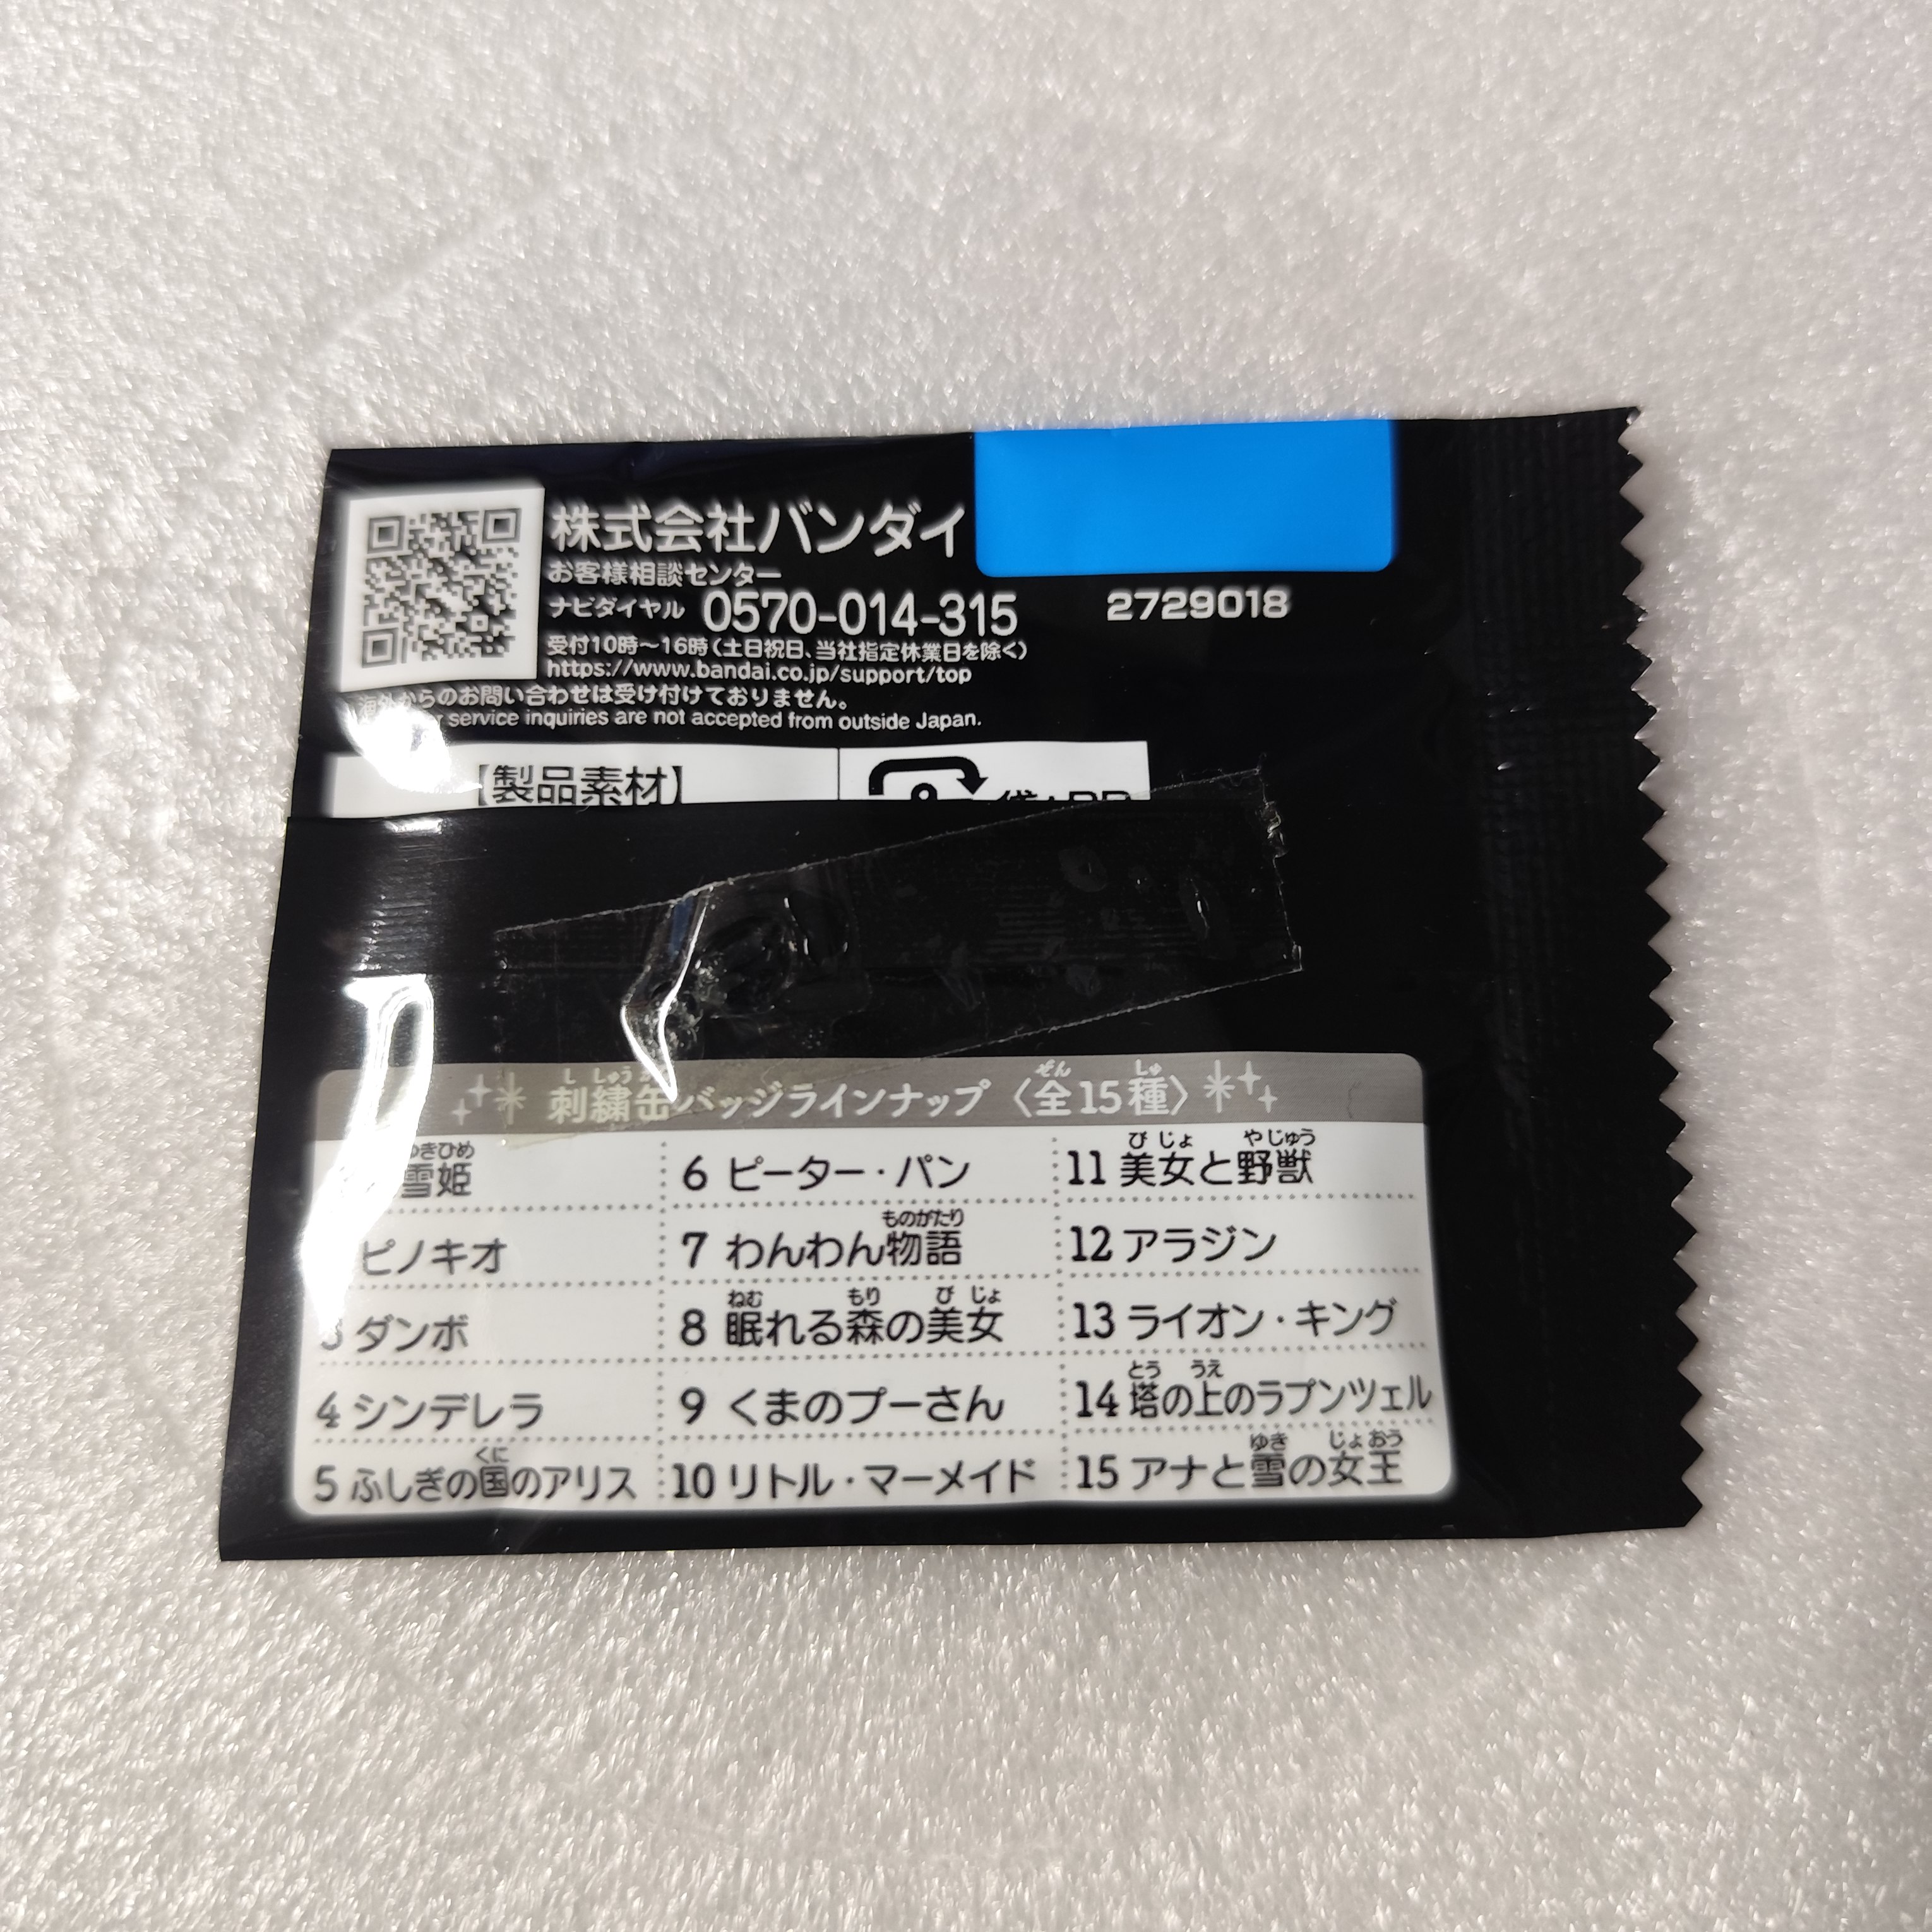 株式会社バンダイ
お客様相談センター
ナビダイヤル 0570-014-315
受付10時～16時（土日祝日、当社指定休業日を除く）
https://www.bandai.co.jp/support/top
海外からのお問い合わせは受け付けておりません。
service inquiries are not accepted from outside Japan.
2729018
【製品素材】
刺繍缶バッジラインナップ〈全15種〉
雪姫
ピノキオ
3 ダンボ
4 シンデレラ
5 ふしぎの国のアリス
6 ピーター・パン
7 わんわん物語
8 眠れる森の美女
9 くまのプーさん
10 リトル・マーメイド
11 美女と野獣
12 アラジン
13 ライオン・キング
14 塔の上のラプンツェル
15 アナと雪の女王